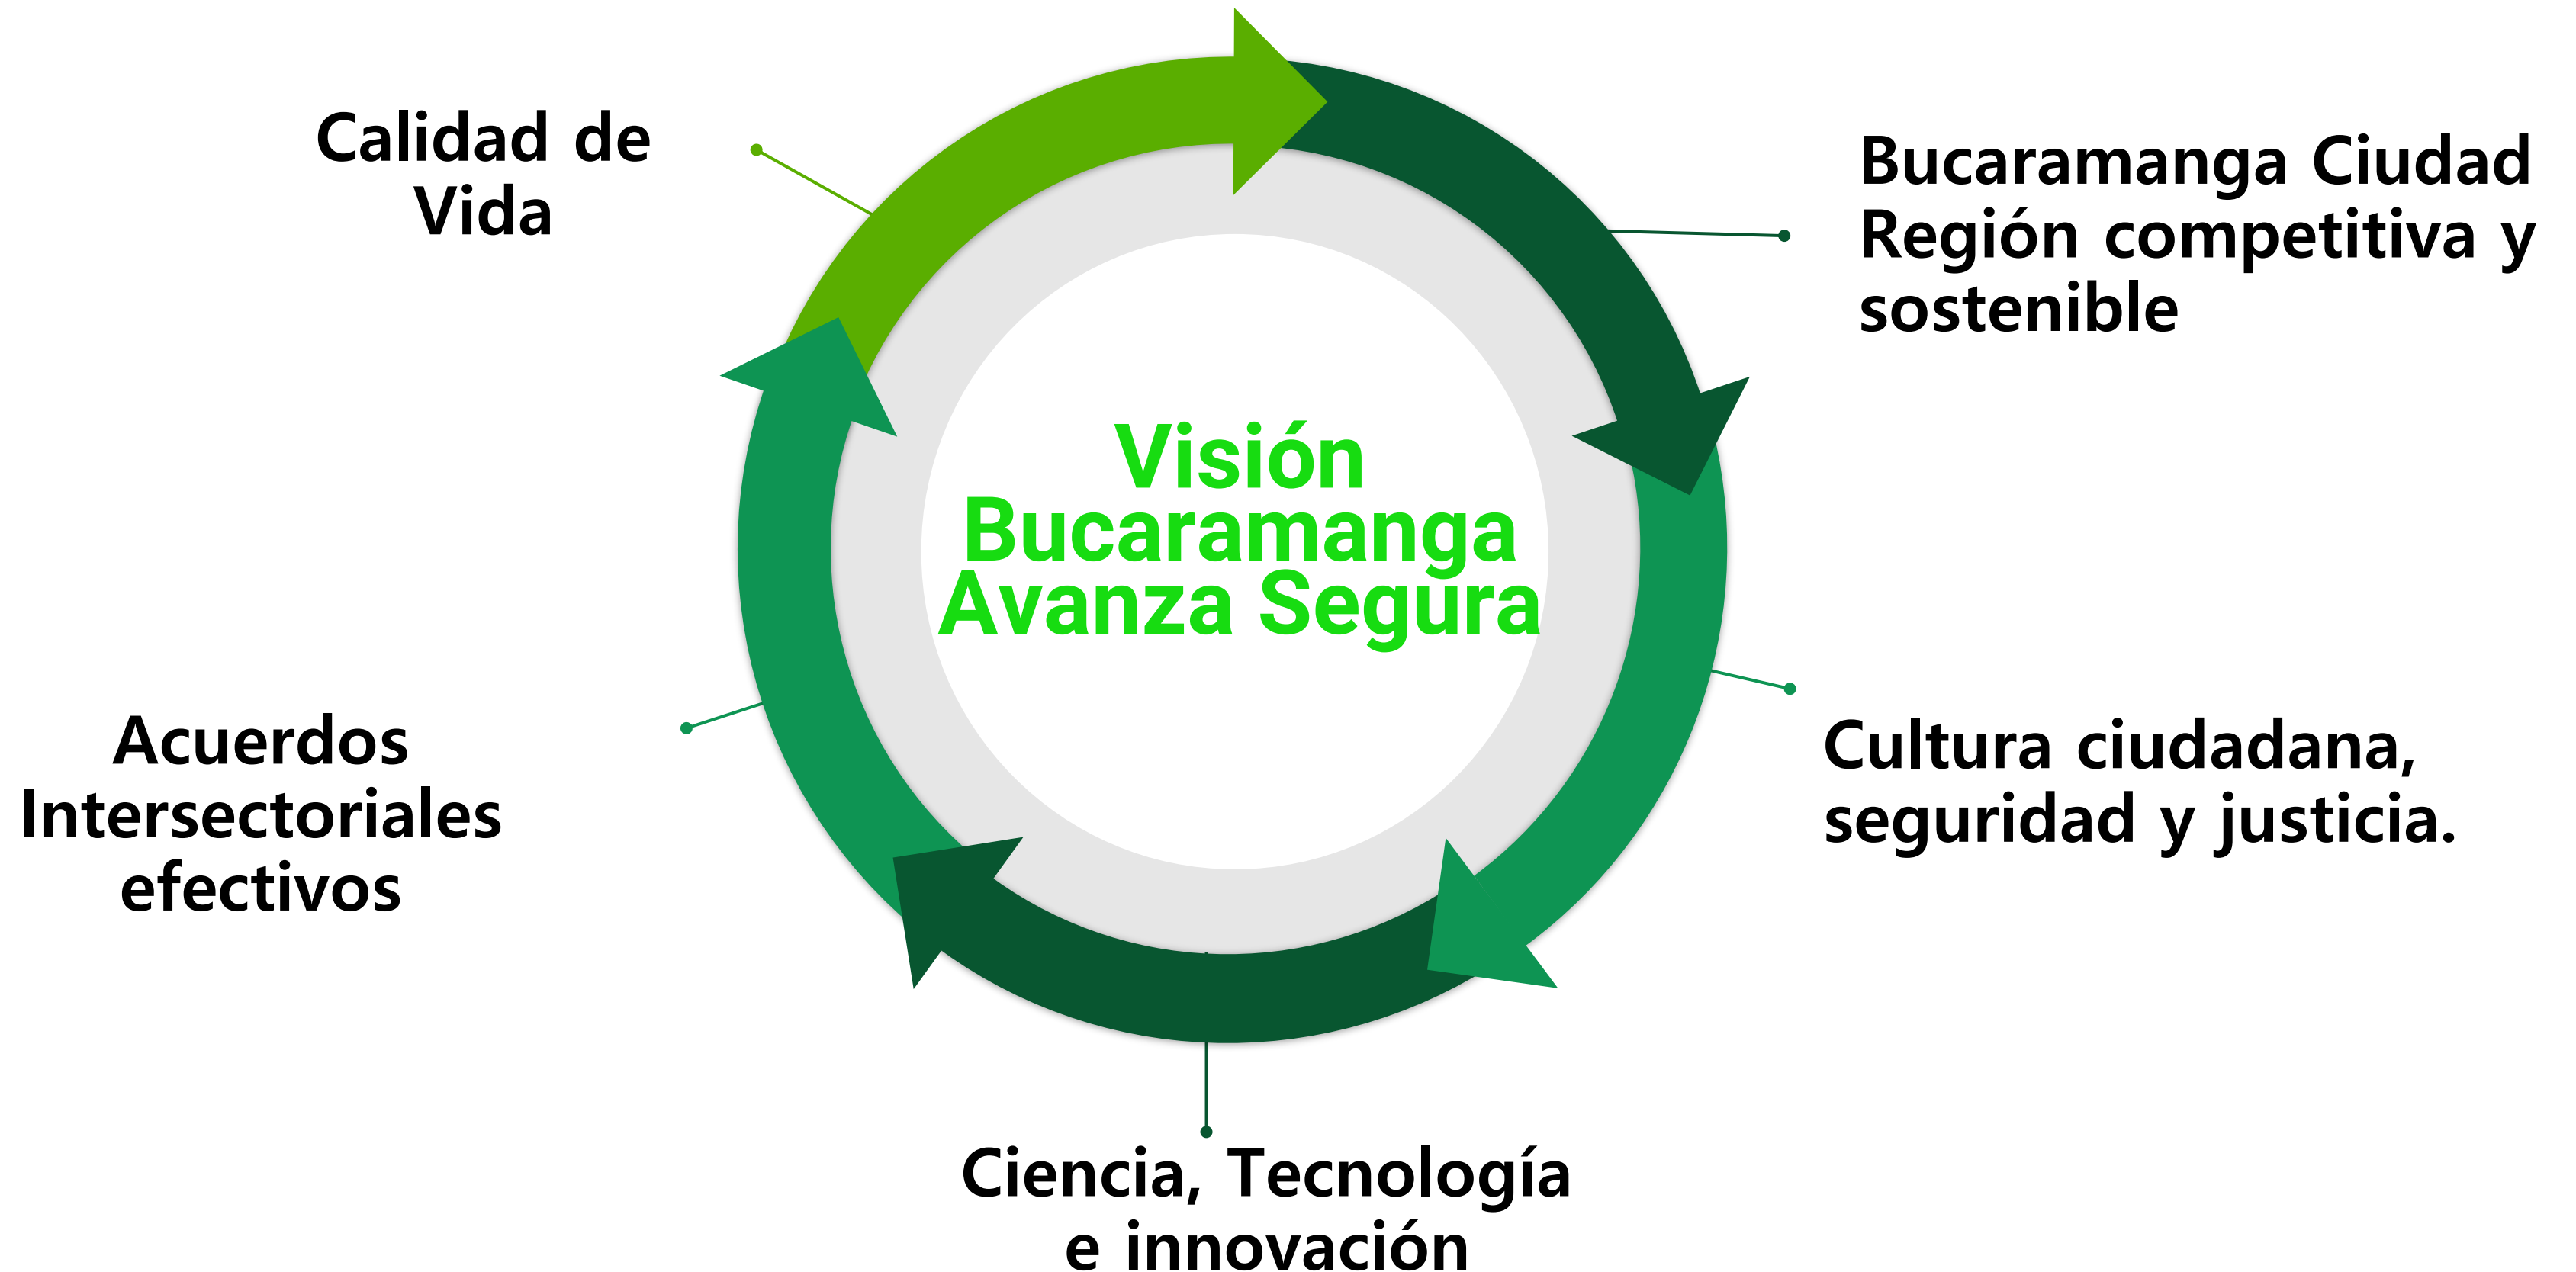 Calidad de
Vida
Bucaramanga Ciudad
Región competitiva y
sostenible
Visión
Bucaramanga
Avanza Segura
Acuerdos
Intersectoriales
efectivos
Cultura ciudadana,
seguridad y justicia.
Ciencia, Tecnología
e innovación